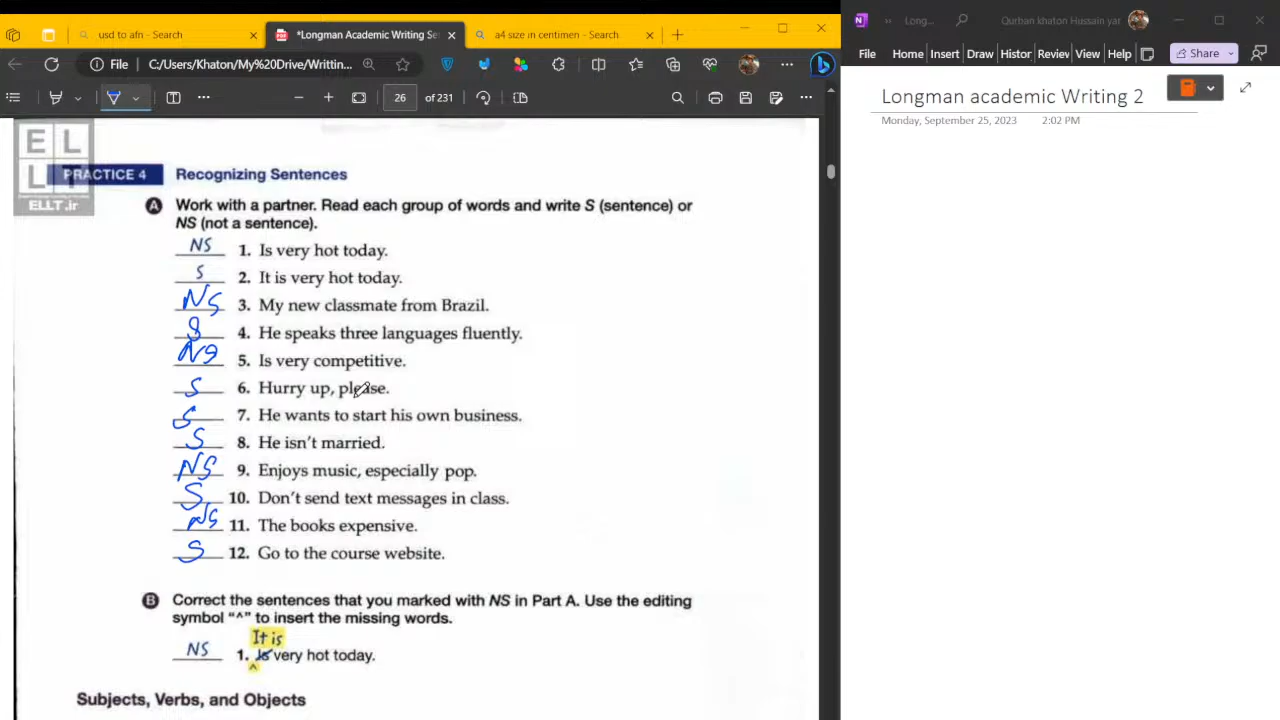 usd to afn - Search
*Longman Academic Writing Se
a4 size in centimen - Search
File
C:/Users/Khaton/My%20Drive/Writtin...
26 of 231
N
Long...
Qurban khaton Hussain yar
File Home Insert Draw Histor Review View Help
Share
Longman academic Writing 2
Monday, September 25, 2023 2:02 PM
E L
L T
ELLT.ir
PRACTICE 4 Recognizing Sentences
A Work with a partner. Read each group of words and write S (sentence) or
NS (not a sentence).
NS 1. Is very hot today.
S 2. It is very hot today.
NS 3. My new classmate from Brazil.
S 4. He speaks three languages fluently.
NS 5. Is very competitive.
S 6. Hurry up, please.
S 7. He wants to start his own business.
S 8. He isn't married.
NS 9. Enjoys music, especially pop.
S 10. Don't send text messages in class.
NS 11. The books expensive.
S 12. Go to the course website.
B Correct the sentences that you marked with NS in Part A. Use the editing
symbol "^" to insert the missing words.
It is
NS 1. Is very hot today.
^
Subjects, Verbs, and Objects